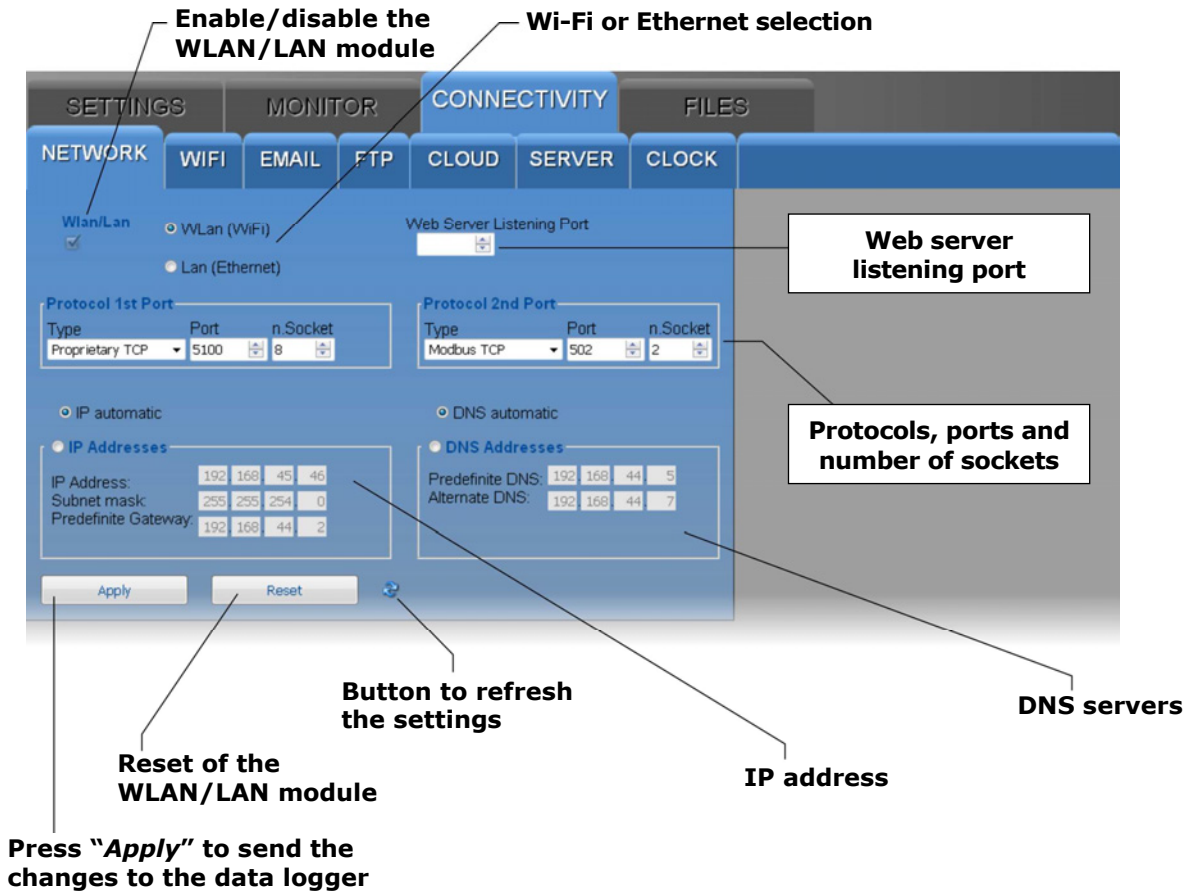 Enable/disable the
WLAN/LAN module
Wi-Fi or Ethernet selection
SETTINGS MONITOR CONNECTIVITY FILES
NETWORK WIFI EMAIL FTP CLOUD SERVER CLOCK
Wlan/Lan
WLan (WiFi)
Lan (Ethernet)
Web Server Listening Port
Web server
listening port
Protocol 1st Port
Type Port n.Socket
Proprietary TCP 5100 8
Protocol 2nd Port
Type Port n.Socket
Modbus TCP 502 2
Protocols, ports and
number of sockets
IP automatic
IP Addresses
IP Address: 192. 168. 45. 46
Subnet mask: 255. 255. 254. 0
Predefinite Gateway: 192. 168. 44. 2
DNS automatic
DNS Addresses
Predefinite DNS: 192. 168. 44. 5
Alternate DNS: 192. 168. 44. 7
Apply Reset
Button to refresh
the settings
DNS servers
Reset of the
WLAN/LAN module
IP address
Press “Apply” to send the
changes to the data logger